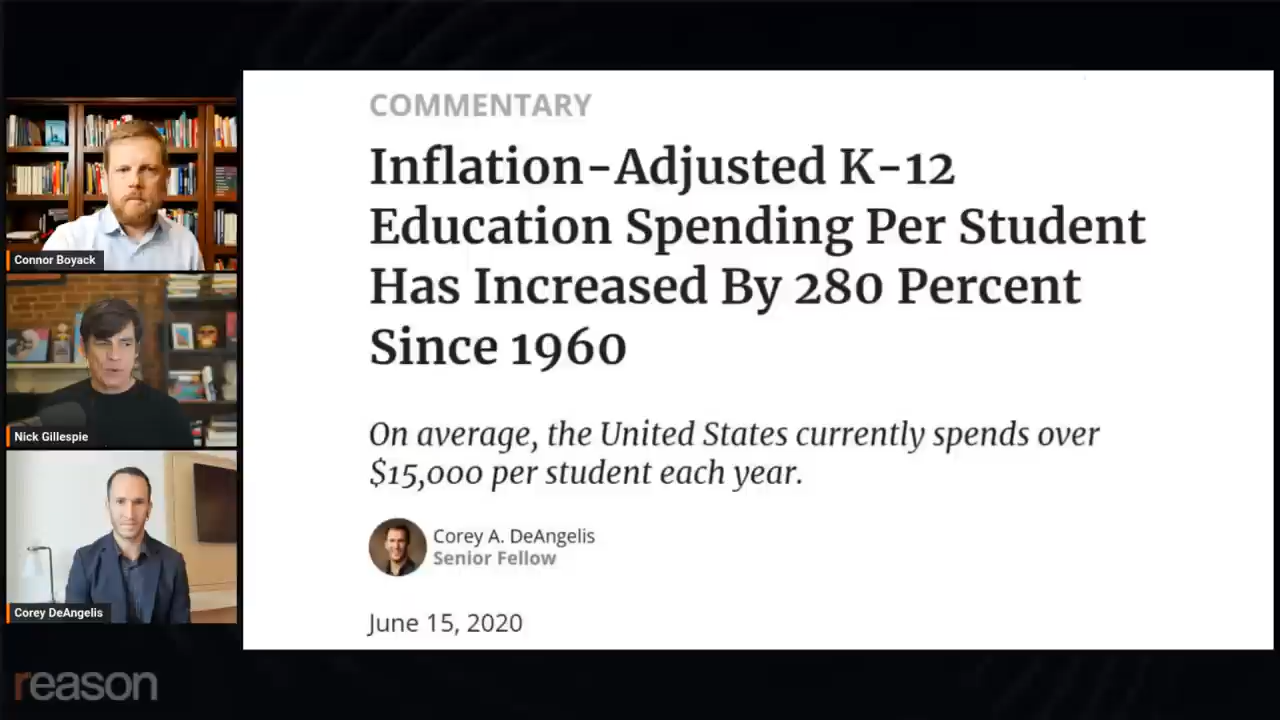 Connor Boyack
Nick Gillespie
Corey DeAngelis
COMMENTARY
Inflation-Adjusted K-12
Education Spending Per Student
Has Increased By 280 Percent
Since 1960
On average, the United States currently spends over
$15,000 per student each year.
Corey A. DeAngelis
Senior Fellow
June 15, 2020
reason